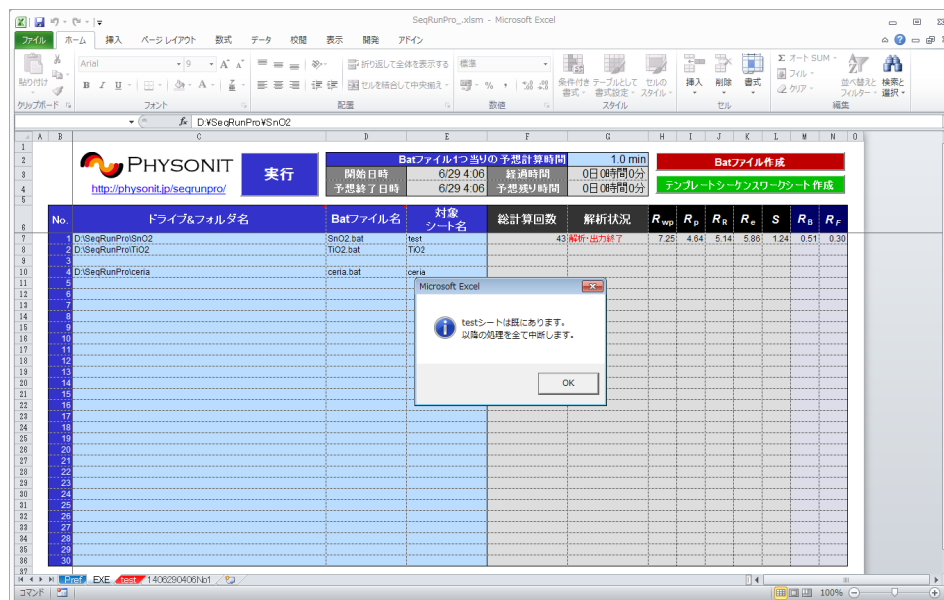 SeqRunPro_.xlsm - Microsoft Excel
ファイル ホーム 挿入 ページ レイアウト 数式 データ 校閲 表示 開発 アドイン
貼り付け
Arial 9
折り返して全体を表示する 標準
B I U A
セルを結合して中央揃え % ,
条件付き書式 テーブルとして書式設定 セルのスタイル
挿入 削除 書式
Σ オート SUM
フィル
クリア
並べ替えとフィルター 検索と選択
クリップボード フォント 配置 数値 スタイル セル 編集
fx D:¥SeqRunPro¥SnO2
A B C D E F G H I J K L M N O
PHYSONIT
http://physonit.jp/seqrunpro/
実行
Batファイル1つ当りの予想計算時間 1.0 min
開始日時 6/29 4:06 経過時間 0日0時間0分
予想終了日時 6/29 4:06 予想残り時間 0日0時間0分
Batファイル作成
テンプレートシーケンスワークシート作成
No. ドライブ&フォルダ名 Batファイル名 対象シート名 総計算回数 解析状況 Rwp Rp RR Re S RB RF
1 D:\SeqRunPro\SnO2 SnO2.bat test 43 解析・出力終了 7.25 4.64 5.14 5.86 1.24 0.51 0.30
2 D:\SeqRunPro\TiO2 TiO2.bat TiO2
3
4 D:\SeqRunPro\ceria ceria.bat ceria
5
6
7
8
9
10
11
12
13
14
15
16
17
18
19
20
21
22
23
24
25
26
27
28
29
30
Microsoft Excel
testシートは既にあります。
以降の処理を全て中断します。
OK
Pref EXE test 1406290406Nb1
コマンド 100%